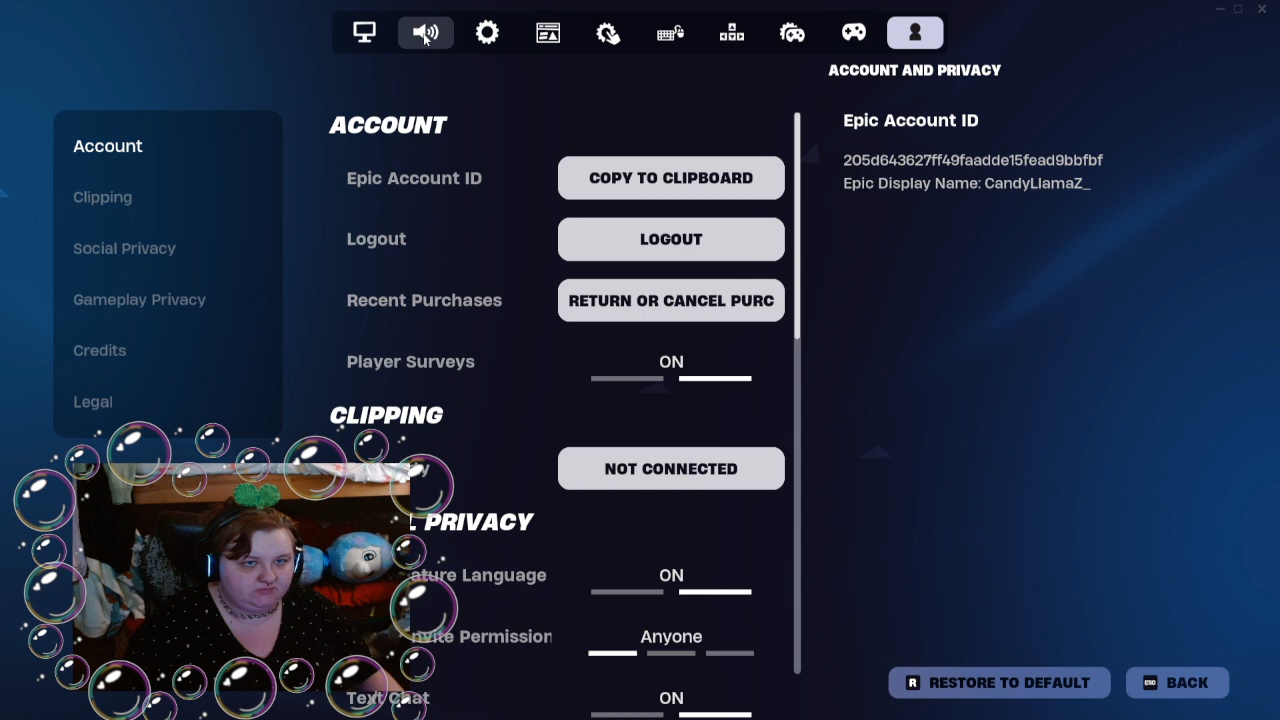 ACCOUNT AND PRIVACY
Account
Clipping
Social Privacy
Gameplay Privacy
Credits
Legal
ACCOUNT
Epic Account ID
COPY TO CLIPBOARD
Logout
LOGOUT
Recent Purchases
RETURN OR CANCEL PURC
Player Surveys
ON
CLIPPING
NOT CONNECTED
PRIVACY
ature Language
ON
nvite Permission
Anyone
Text Chat
ON
Epic Account ID
205d643627ff49faadde15fead9bbfbf
Epic Display Name: CandyLlamaZ_
R RESTORE TO DEFAULT
ESC BACK